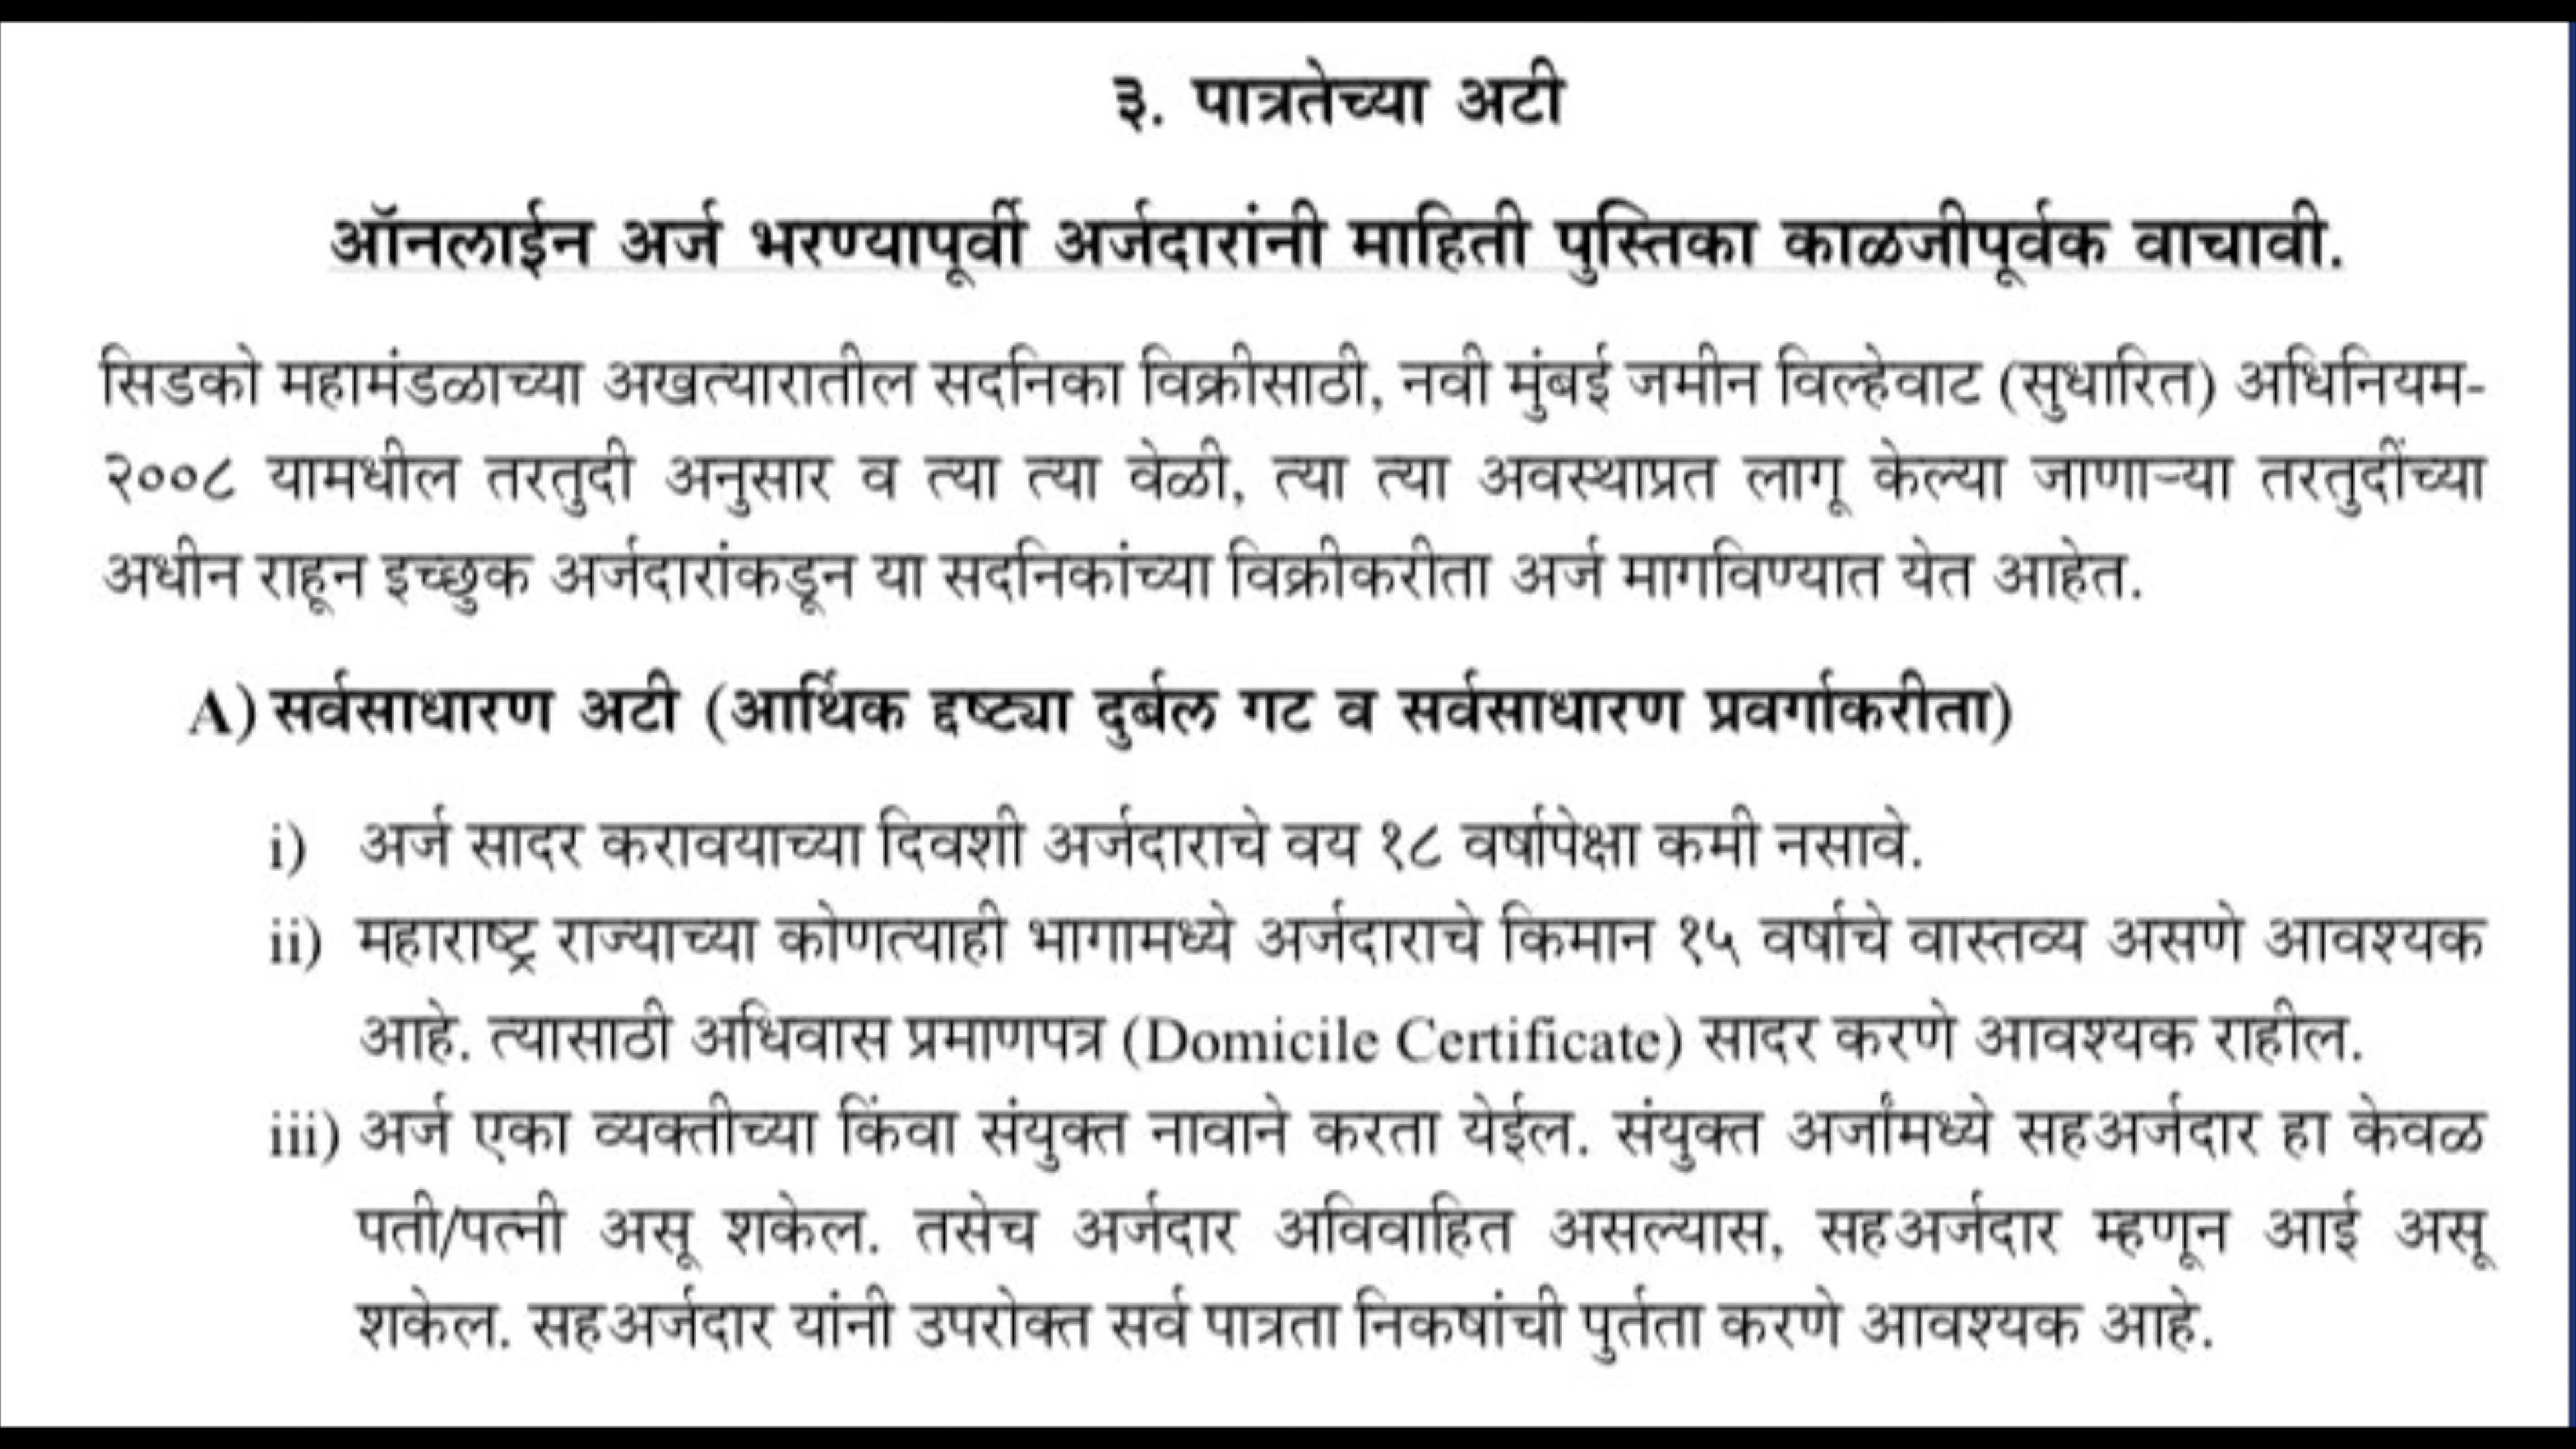 ३. पात्रतेच्या अटी
ऑनलाईन अर्ज भरण्यापूर्वी अर्जदारांनी माहिती पुस्तिका काळजीपूर्वक वाचावी.
सिडको महामंडळाच्या अखत्यारातील सदनिका विक्रीसाठी, नवी मुंबई जमीन विल्हेवाट (सुधारित) अधिनियम-
२००८ यामधील तरतुदी अनुसार व त्या त्या वेळी, त्या त्या अवस्थाप्रत लागू केल्या जाणाऱ्या तरतुदींच्या
अधीन राहून इच्छुक अर्जदारांकडून या सदनिकांच्या विक्रीकरीता अर्ज मागविण्यात येत आहेत.
A) सर्वसाधारण अटी (आर्थिक द्दष्ट्या दुर्बल गट व सर्वसाधारण प्रवर्गाकरीता)
i) अर्ज सादर करावयाच्या दिवशी अर्जदाराचे वय १८ वर्षापेक्षा कमी नसावे.
ii) महाराष्ट्र राज्याच्या कोणत्याही भागामध्ये अर्जदाराचे किमान १५ वर्षाचे वास्तव्य असणे आवश्यक
आहे. त्यासाठी अधिवास प्रमाणपत्र (Domicile Certificate) सादर करणे आवश्यक राहील.
iii) अर्ज एका व्यक्तीच्या किंवा संयुक्त नावाने करता येईल. संयुक्त अर्जांमध्ये सहअर्जदार हा केवळ
पती/पत्नी असू शकेल. तसेच अर्जदार अविवाहित असल्यास, सहअर्जदार म्हणून आई असू
शकेल. सहअर्जदार यांनी उपरोक्त सर्व पात्रता निकषांची पुर्तता करणे आवश्यक आहे.